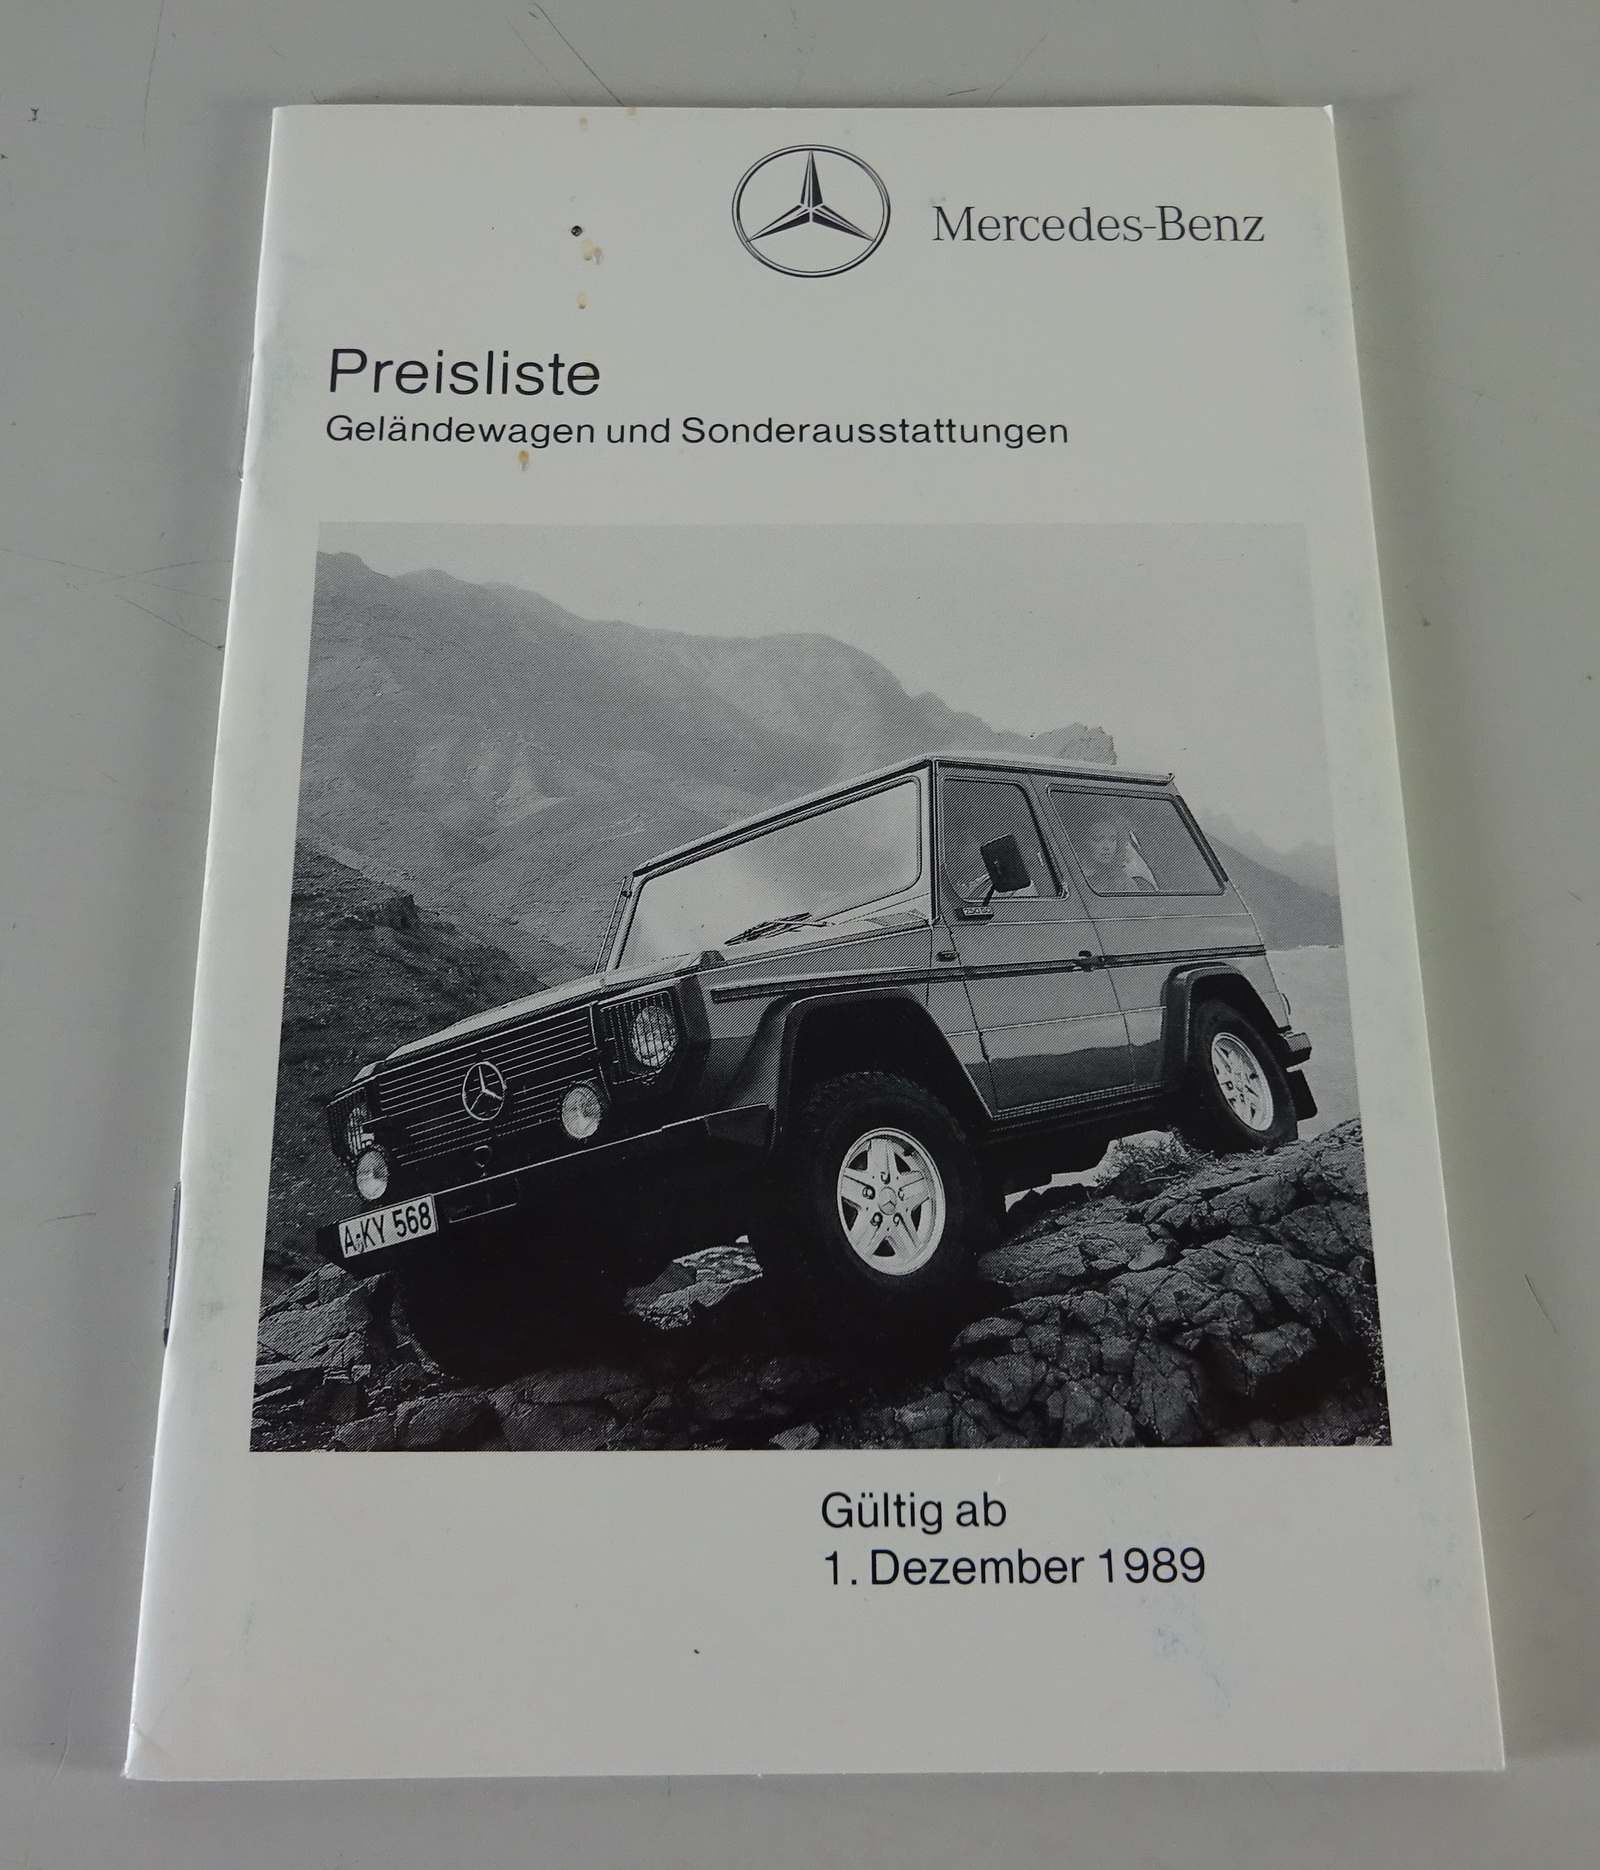 Mercedes-Benz
Preisliste
Geländewagen und Sonderausstattungen
A-KY 568
Gültig ab
1. Dezember 1989